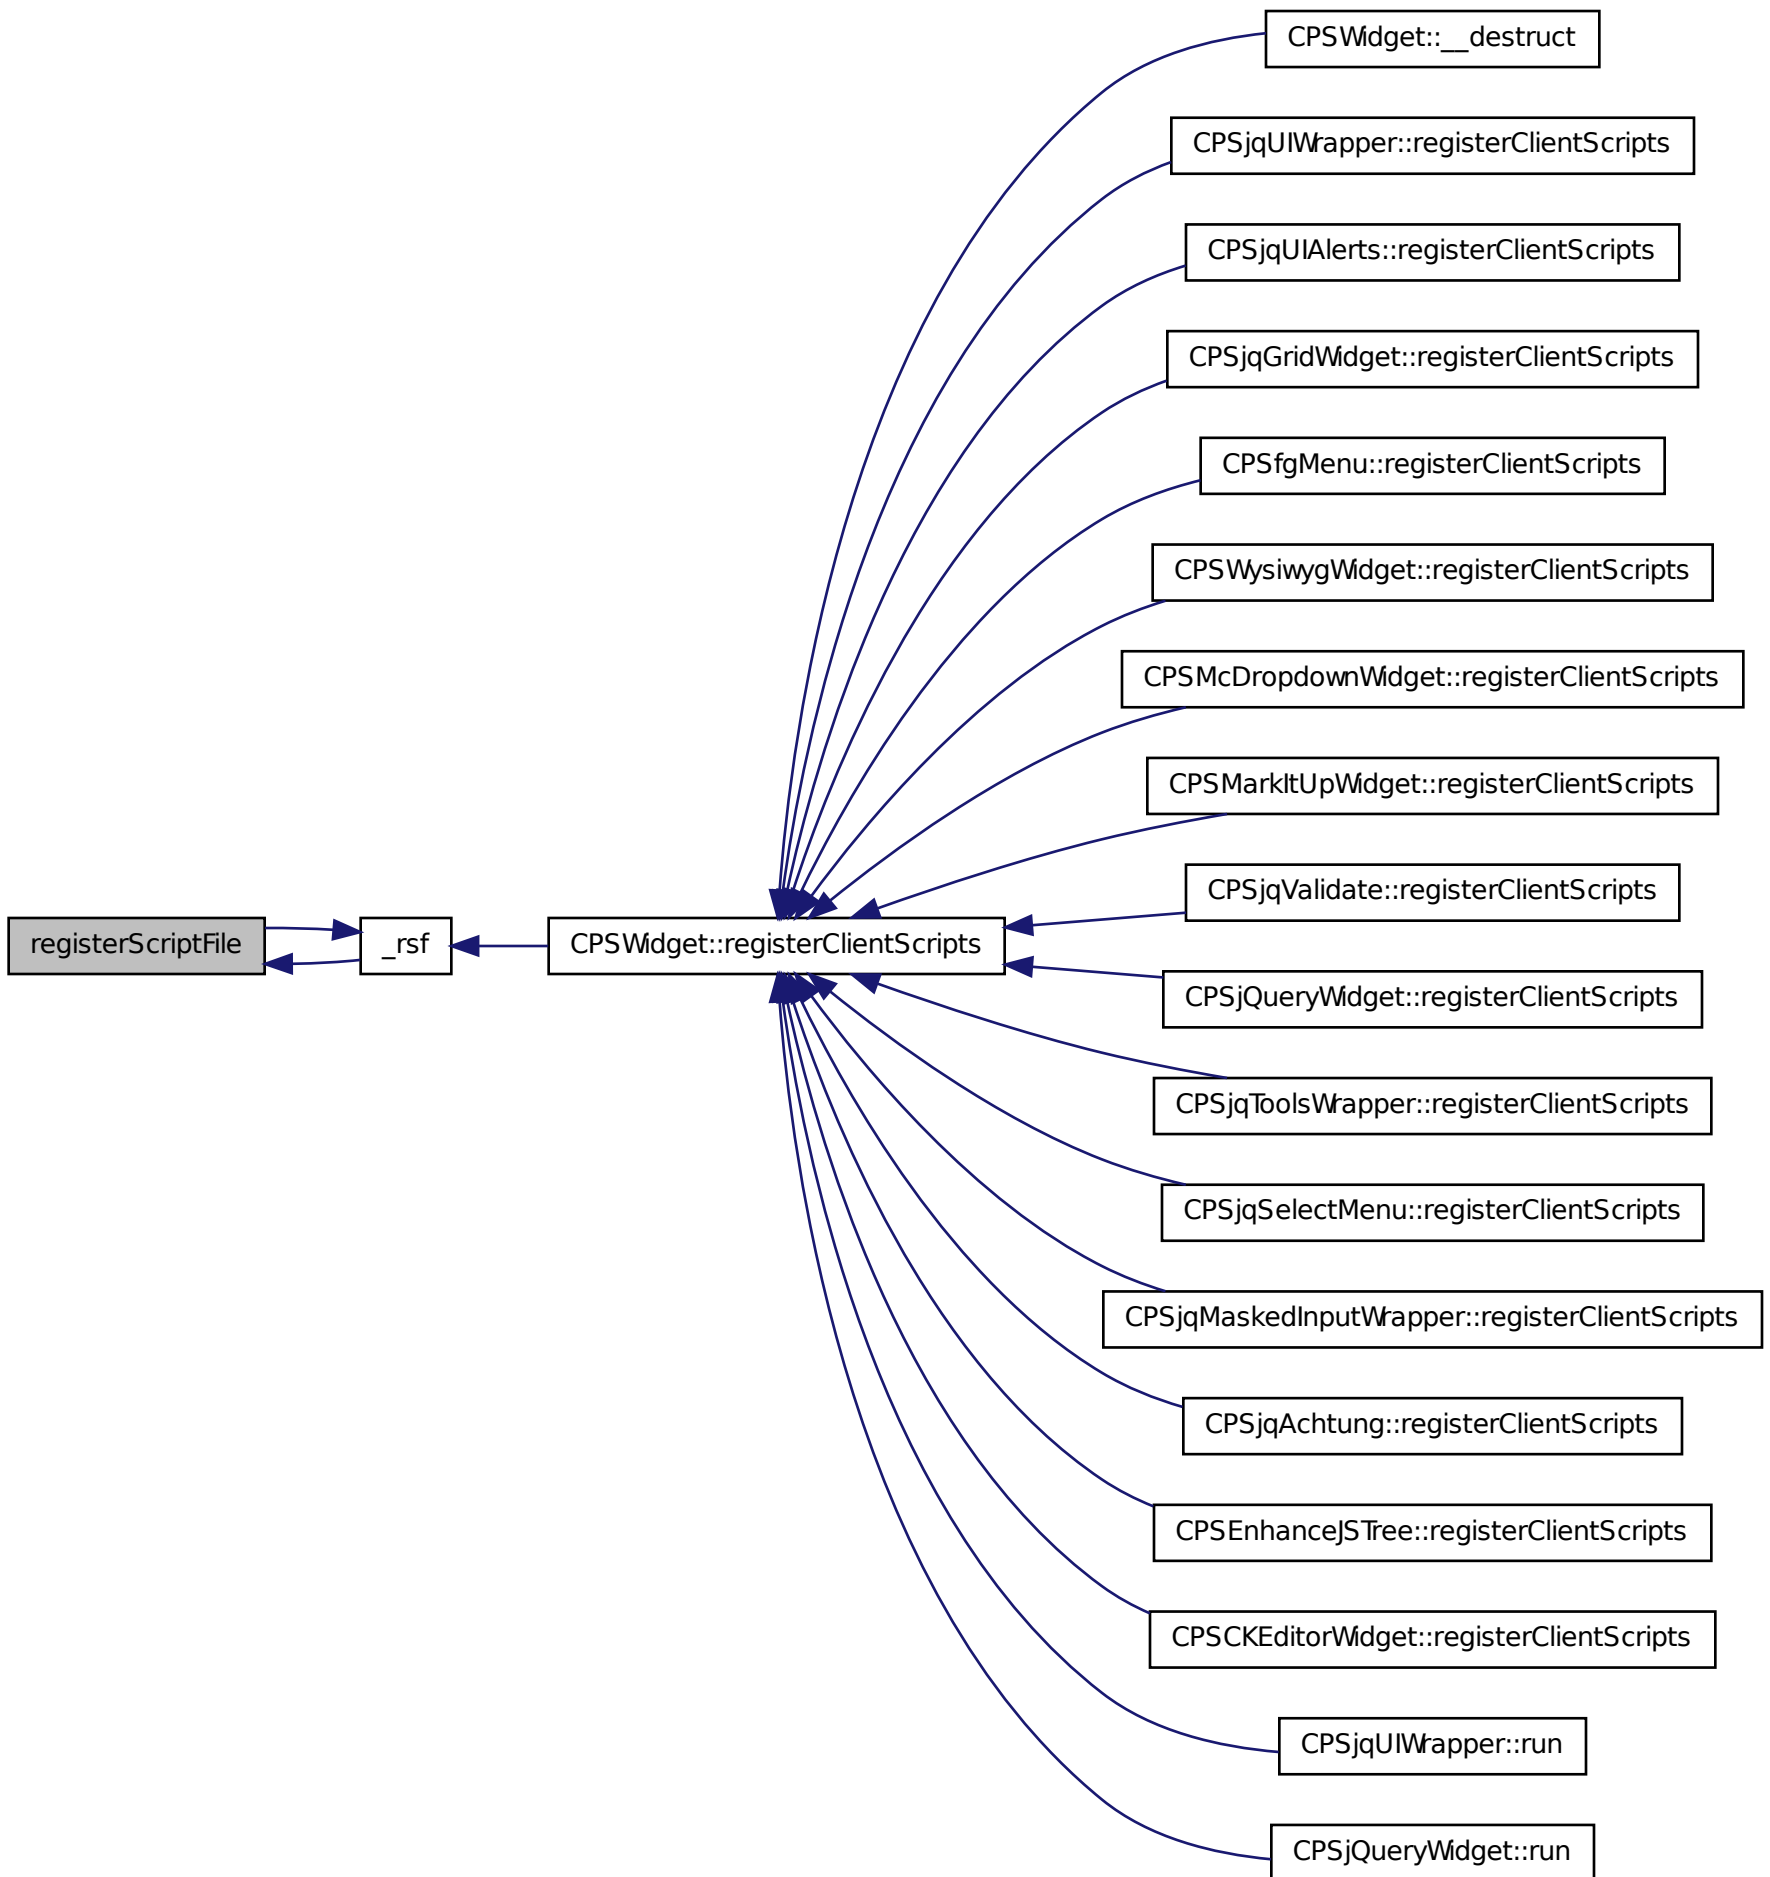 CPSWidget::__destruct
CPSjqUIWrapper::registerClientScripts
CPSjqUIAlerts::registerClientScripts
CPSjqGridWidget::registerClientScripts
CPSfgMenu::registerClientScripts
CPSWysiwygWidget::registerClientScripts
CPSMcDropdownWidget::registerClientScripts
CPSMarkItUpWidget::registerClientScripts
CPSjqValidate::registerClientScripts
registerScriptFile
_rsf
CPSWidget::registerClientScripts
CPSjQueryWidget::registerClientScripts
CPSjqToolsWrapper::registerClientScripts
CPSjqSelectMenu::registerClientScripts
CPSjqMaskedInputWrapper::registerClientScripts
CPSjqAchtung::registerClientScripts
CPSEnhanceJSTree::registerClientScripts
CPSCKEditorWidget::registerClientScripts
CPSjqUIWrapper::run
CPSjQueryWidget::run